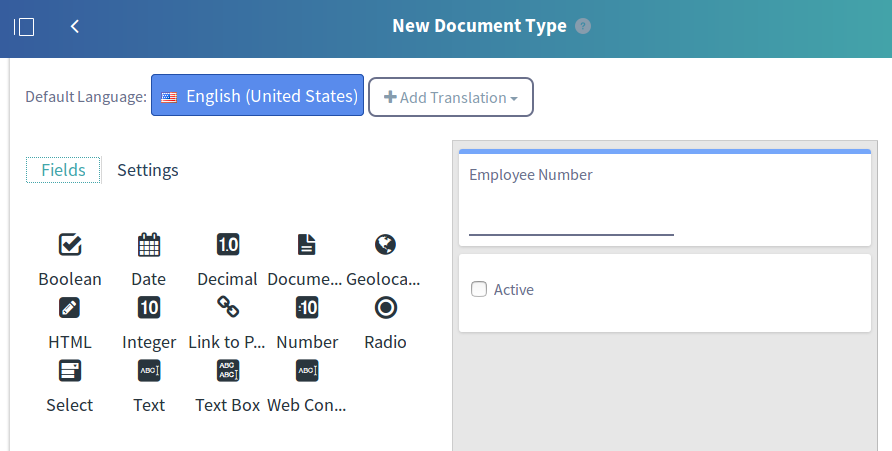 New Document Type ?
Default Language: English (United States) Add Translation
Fields Settings
Employee Number
1.0
Boolean Date Decimal Docume... Geoloca...
Active
10 :10
HTML Integer Link to P... Number Radio
ABC ABC ABC ABC
Select Text Text Box Web Con...